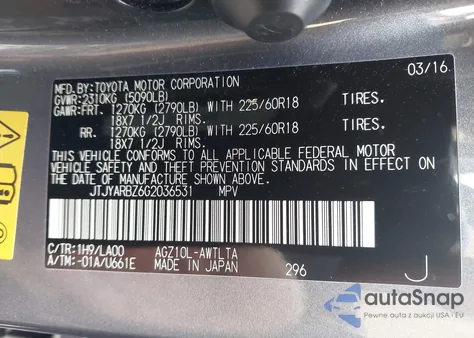 MFD.BY:TOYOTA MOTOR CORPORATION 03/16
GVWR:2310KG (5090LB)
GAWR:FRT. 1270KG (2790LB) WITH 225/60R18 TIRES.
18X7 1/2J RIMS.
RR. 1270KG (2790LB) WITH 225/60R18 TIRES.
18X7 1/2J RIMS.
THIS VEHICLE CONFORMS TO ALL APPLICABLE FEDERAL MOTOR
VEHICLE SAFETY AND THEFT PREVENTION STANDARDS IN EFFECT ON
THE DATE OF MANUFACTURE SHOWN ABOVE.
JTJYARBZ6G2036531 MPV
C/TR:1H9/LA00 AGZ10L-AWTLTA
A/TM:-01A/U661E MADE IN JAPAN 296 J
autoSnap
Pewne auta z aukcji USA i EU